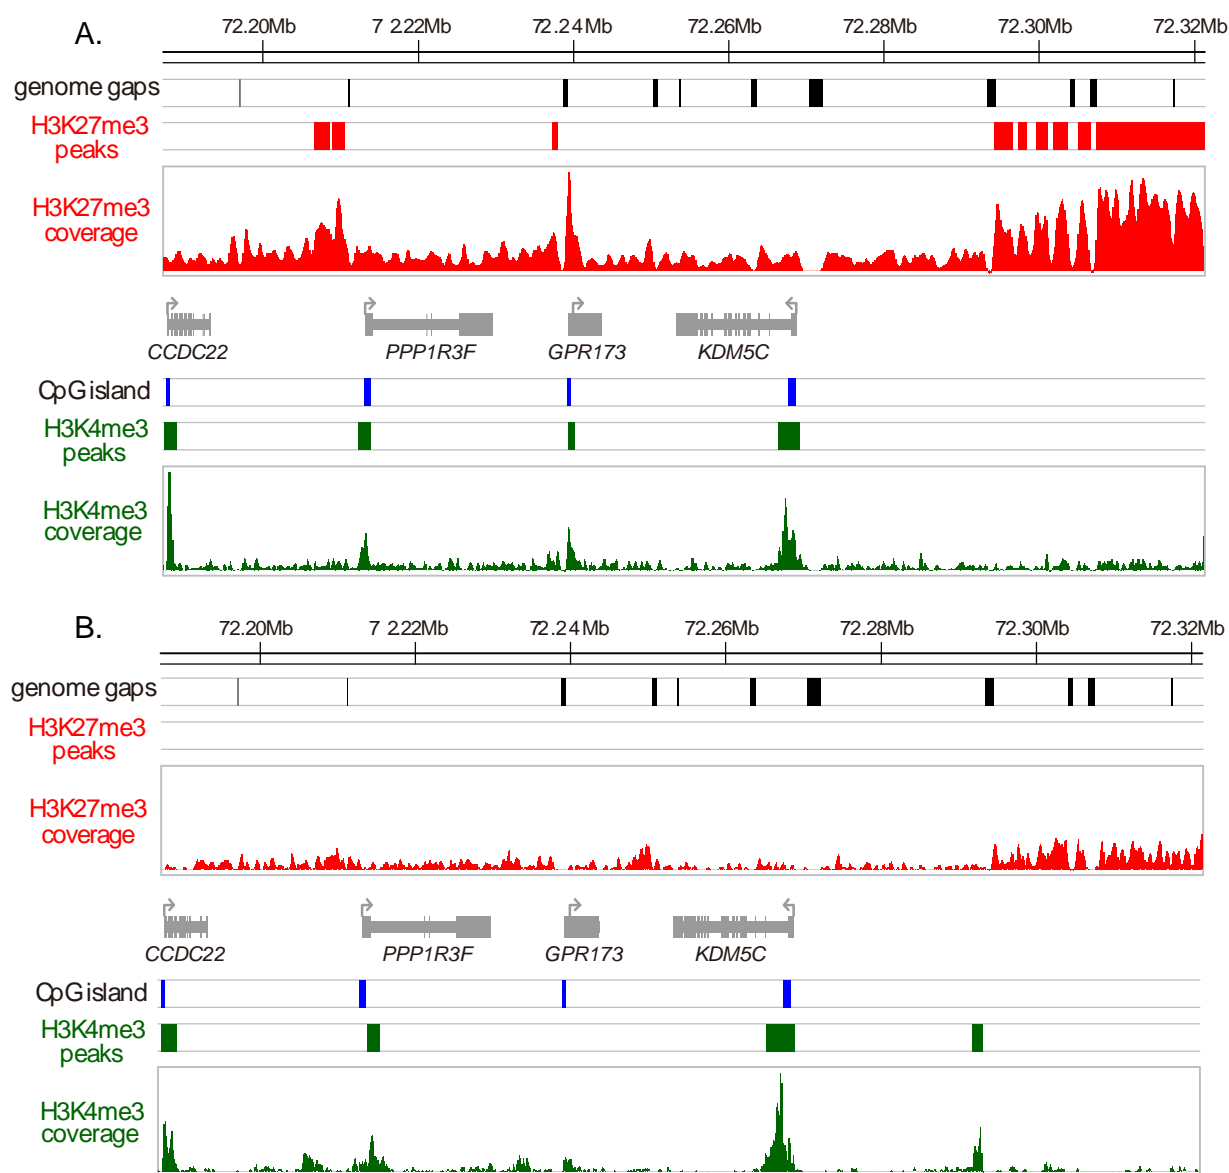 A.
72.20Mb 7 2.22Mb 72.24Mb 72.26Mb 72.28Mb 72.30Mb 72.32Mb
genome gaps
H3K27me3
peaks
H3K27me3
coverage
CCDC22 PPP1R3F GPR173 KDM5C
CpG island
H3K4me3
peaks
H3K4me3
coverage
B.
72.20Mb 7 2.22Mb 72.24Mb 72.26Mb 72.28Mb 72.30Mb 72.32Mb
genome gaps
H3K27me3
peaks
H3K27me3
coverage
CCDC22 PPP1R3F GPR173 KDM5C
CpG island
H3K4me3
peaks
H3K4me3
coverage